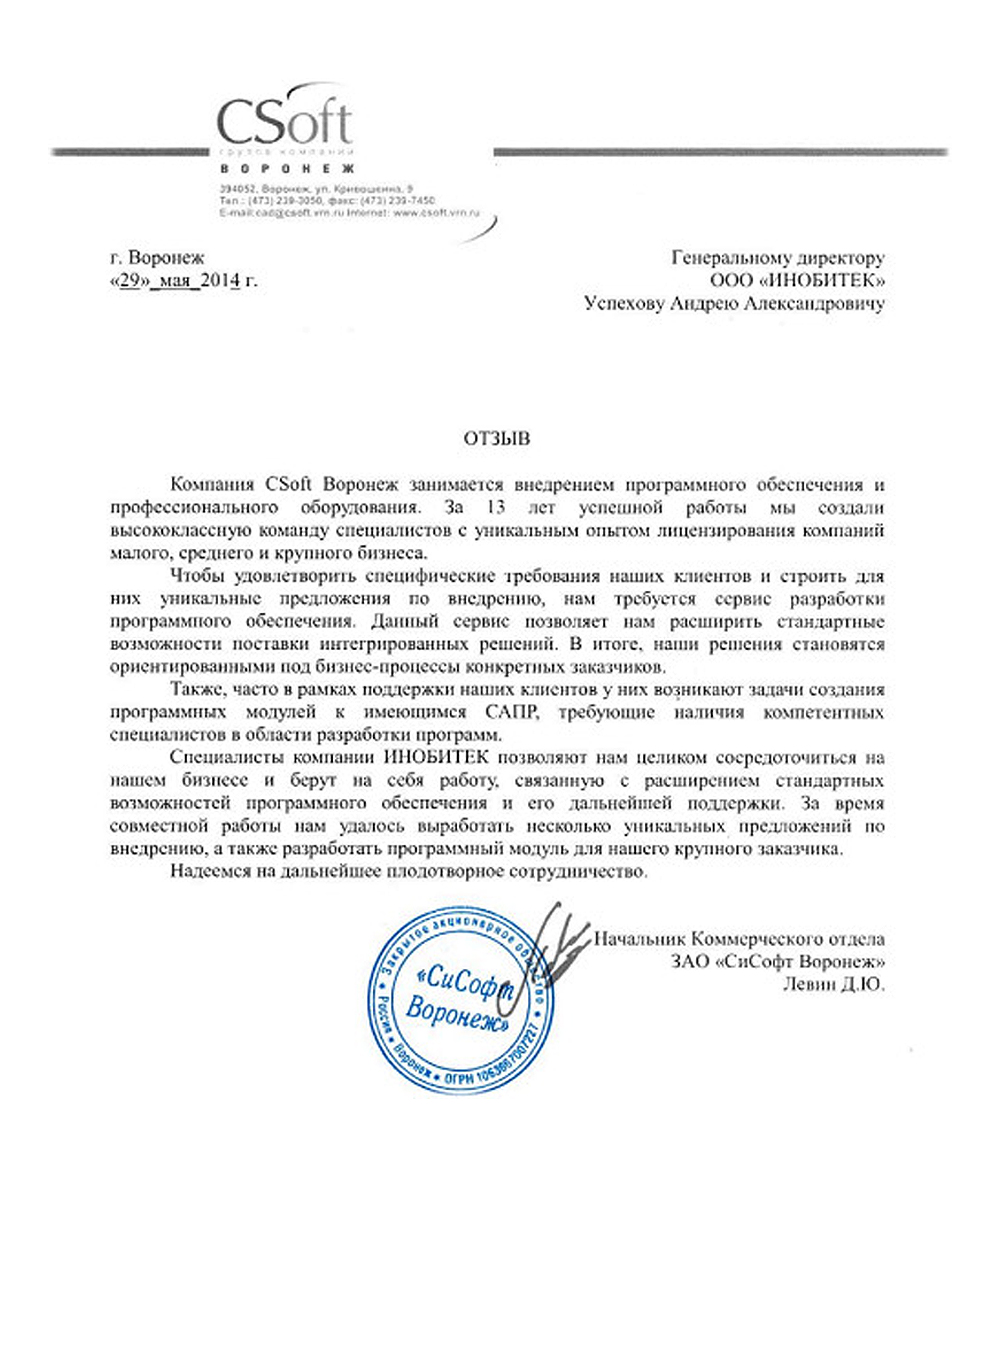 CSoft
группа компаний
ВОРОНЕЖ
394052, Воронеж, ул. Кривошеина, 9
Тел.: (473) 239-3050, факс: (473) 239-7450
E-mail:cad@csoft.vrn.ru Internet: www.csoft.vrn.ru
г. Воронеж
«29»_мая_2014 г.
Генеральному директору
ООО «ИНОБИТЕК»
Успехову Андрею Александровичу
ОТЗЫВ
Компания CSoft Воронеж занимается внедрением программного обеспечения и
профессионального оборудования. За 13 лет успешной работы мы создали
высококлассную команду специалистов с уникальным опытом лицензирования компаний
малого, среднего и крупного бизнеса.
Чтобы удовлетворить специфические требования наших клиентов и строить для
них уникальные предложения по внедрению, нам требуется сервис разработки
программного обеспечения. Данный сервис позволяет нам расширить стандартные
возможности поставки интегрированных решений. В итоге, наши решения становятся
ориентированными под бизнес-процессы конкретных заказчиков.
Также, часто в рамках поддержки наших клиентов у них возникают задачи создания
программных модулей к имеющимся САПР, требующие наличия компетентных
специалистов в области разработки программ.
Специалисты компании ИНОБИТЕК позволяют нам целиком сосредоточиться на
нашем бизнесе и берут на себя работу, связанную с расширением стандартных
возможностей программного обеспечения и его дальнейшей поддержки. За время
совместной работы нам удалось выработать несколько уникальных предложений по
внедрению, а также разработать программный модуль для нашего крупного заказчика.
Надеемся на дальнейшее плодотворное сотрудничество.
Начальник Коммерческого отдела
ЗАО «СиСофт Воронеж»
Левин Д.Ю.
Закрытое акционерное общество
«СиСофт
Воронеж»
Россия * Воронеж * ОГРН 1063667007227 *